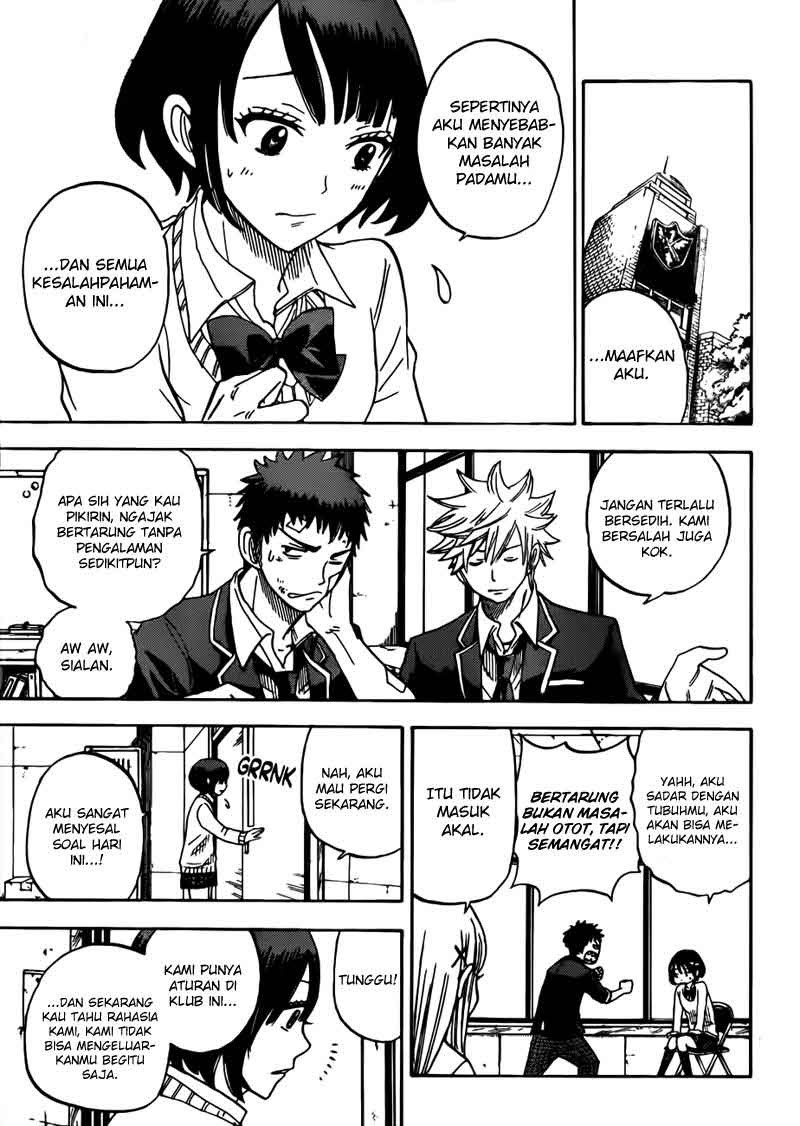 ...MAAFKAN
AKU.
SEPERTINYA
AKU MENYEBAB-
KAN BANYAK
MASALAH
PADAMU...
...DAN SEMUA
KESALAHPAHAM-
AN INI...
JANGAN TERLALU
BERSEDIH. KAMI
BERSALAH JUGA
KOK.
APA SIH YANG KAU
PIKIRIN, NGAJAK
BERTARUNG TANPA
PENGALAMAN
SEDIKITPUN?
AW AW,
SIALAN.
YAHH, AKU
SADAR DENGAN
TUBUHMU, AKU
AKAN BISA ME-
LAKUKANNYA...
BERTARUNG
BUKAN MASA-
LAH OTOT, TAPI
SEMANGAT!!
ITU TIDAK
MASUK
AKAL.
NAH, AKU
MAU PERGI
SEKARANG.
GRRNK
AKU SANGAT
MENYESAL
SOAL HARI
INI...!
TUNGGU!
KAMI PUNYA
ATURAN DI
KLUB INI...
...DAN SEKARANG
KAU TAHU RAHASIA
KAMI, KAMI TIDAK
BISA MENGELUAR-
KANMU BEGITU
SAJA.